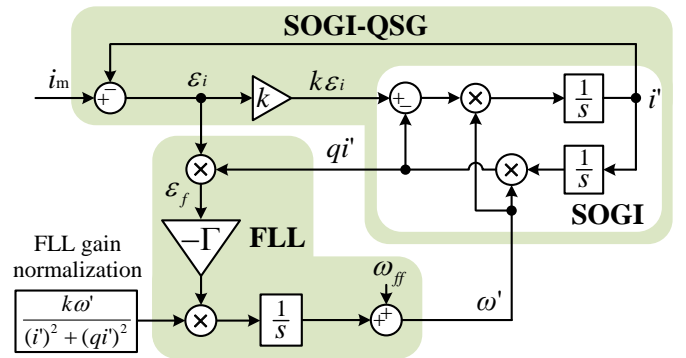 SOGI-QSG
i_m
+
−
ε_i
k
kε_i
+
−
×
1/s
i'
qi'
×
1/s
SOGI
×
ε_f
−Γ
FLL
FLL gain
normalization
kω'
(i')² + (qi')²
×
1/s
ω_ff
+
+
ω'